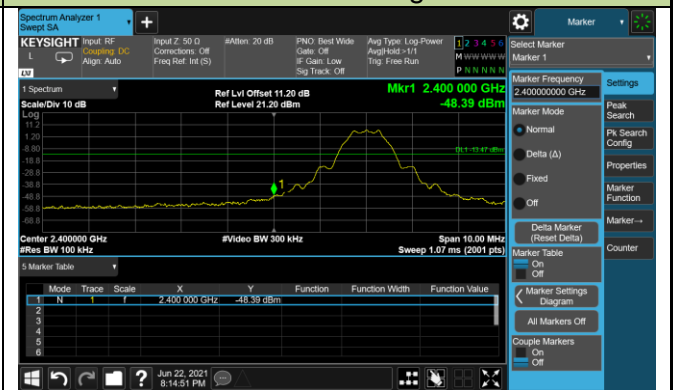 Spectrum Analyzer 1
Swept SA
Marker
KEYSIGHT Input: RF
Coupling: DC
Align: Auto
L
LXI
Input Z: 50 Ω
Corrections: Off
Freq Ref: Int (S)
#Atten: 20 dB
PNO: Best Wide
Gate: Off
IF Gain: Low
Sig Track: Off
Avg Type: Log-Power
Avg|Hold:>1/1
Trig: Free Run
1 2 3 4 5 6
M W W W W W
P N N N N N
Select Marker
Marker 1
1 Spectrum
Scale/Div 10 dB
Ref Lvl Offset 11.20 dB
Ref Level 21.20 dBm
Mkr1 2.400 000 GHz
-48.39 dBm
Log
11.2
1.20
-8.80
-18.8
-28.8
-38.8
-48.8
-58.8
-68.8
DL1 -13.47 dBm
1
Center 2.400000 GHz
#Res BW 100 kHz
#Video BW 300 kHz
Span 10.00 MHz
Sweep 1.07 ms (2001 pts)
5 Marker Table
Mode Trace Scale X Y Function Function Width Function Value
1 N 1 f 2.400 000 GHz -48.39 dBm
2
3
4
5
6
Marker Frequency
2.400000000 GHz
Marker Mode
Normal
Delta (Δ)
Fixed
Off
Delta Marker
(Reset Delta)
Marker Table
On
Off
Marker Settings
Diagram
All Markers Off
Couple Markers
On
Off
Settings
Peak
Search
Pk Search
Config
Properties
Marker
Function
Marker→
Counter
Jun 22, 2021
8:14:51 PM